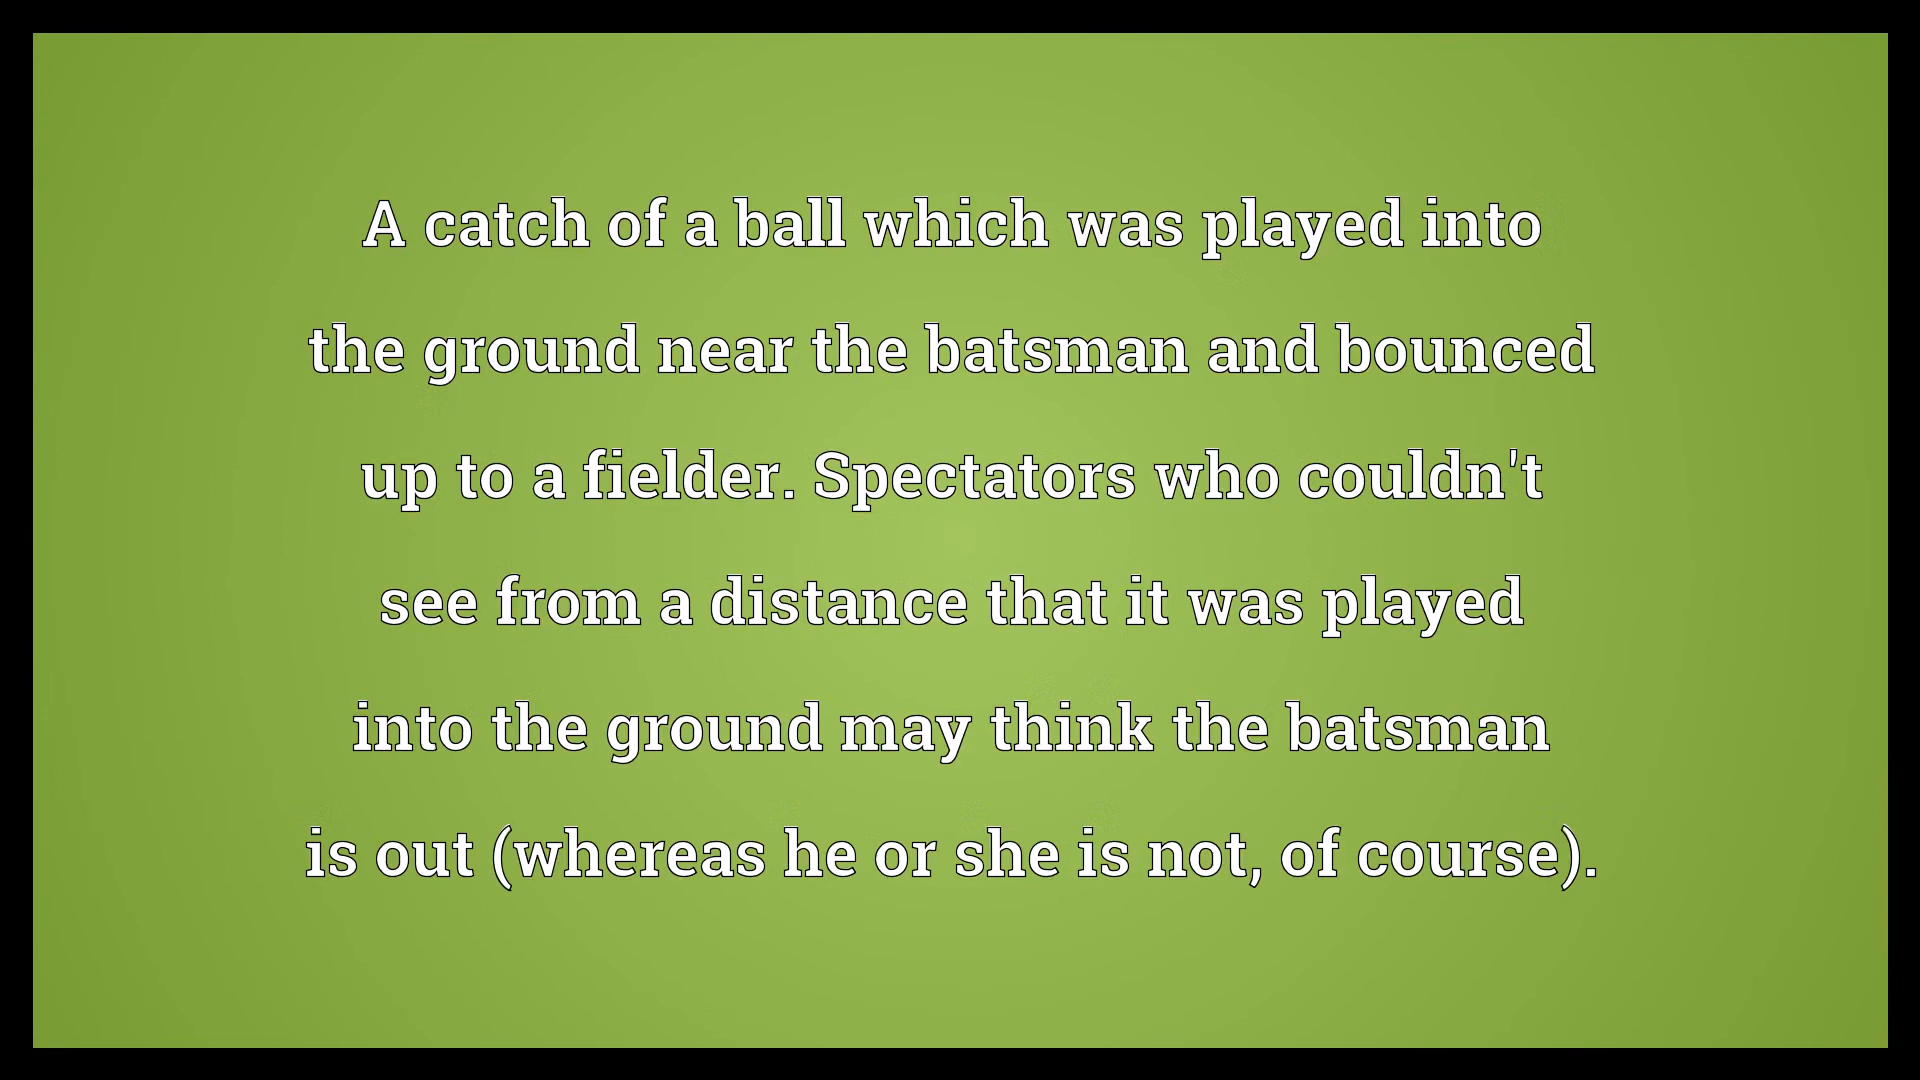 A catch of a ball which was played into
the ground near the batsman and bounced
up to a fielder. Spectators who couldn't
see from a distance that it was played
into the ground may think the batsman
is out (whereas he or she is not, of course).